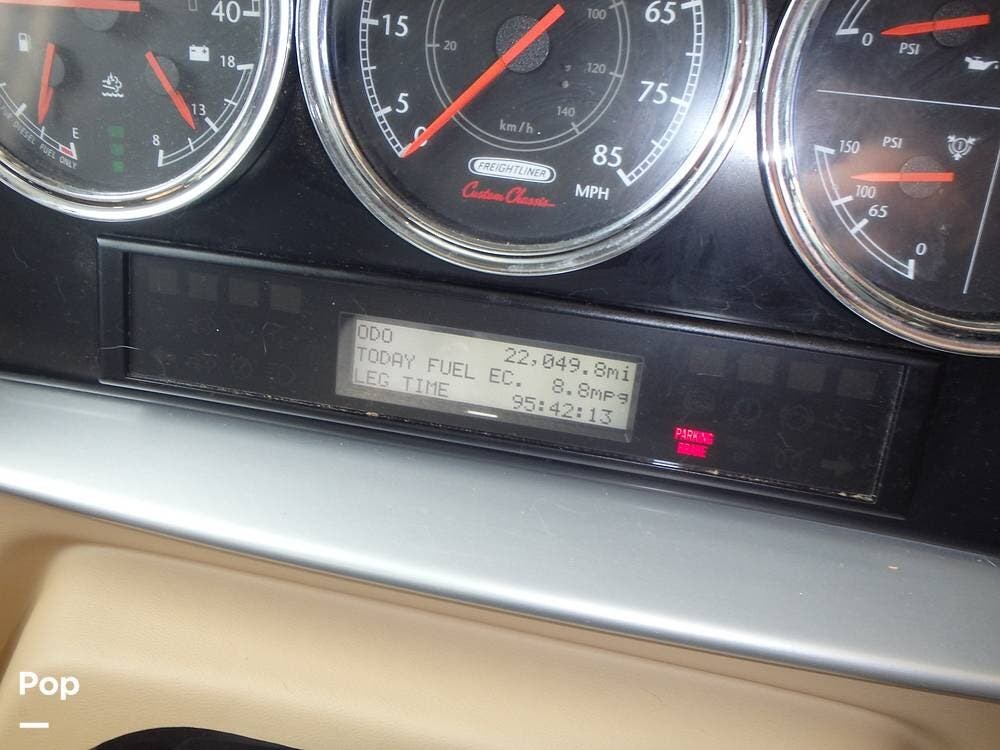 40
18
13
8
E
DIESEL FUEL ONLY
15
5
0
20
100
120
140
km/h
65
75
85
MPH
FREIGHTLINER
Custom Chassis
0
PSI
150
PSI
100
65
0
ODO 22,049.8mi
TODAY FUEL EC. 8.8mpg
LEG TIME 95:42:13
PARKING
BRAKE
Pop